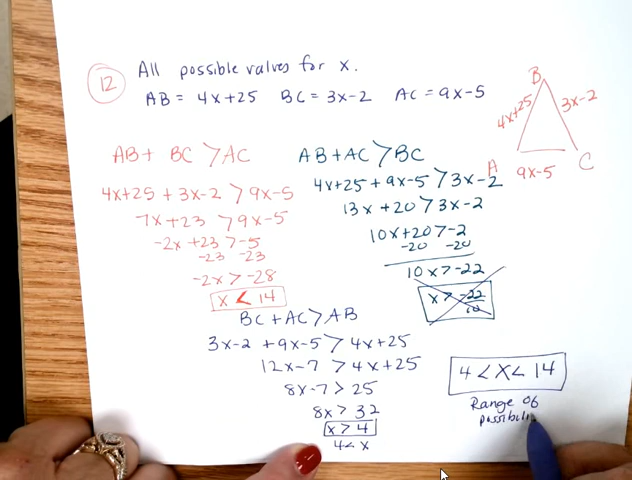 12 All possible values for x.
AB = 4x+25 BC = 3x-2 AC = 9x-5
B
4x+25 3x-2
A C
9x-5
AB + BC > AC
4x+25 + 3x-2 > 9x-5
7x+23 > 9x-5
-2x +23 > -5
-23 -23
-2x > -28
x < 14
AB + AC > BC
4x+25 + 9x-5 > 3x-2
13x + 20 > 3x-2
10x+20 > -2
-20 -20
10x > -22
x > -22/10
BC + AC > AB
3x-2 + 9x-5 > 4x+25
12x-7 > 4x+25
8x-7 > 25
8x > 32
x > 4
4 < x
4 < x < 14
Range of